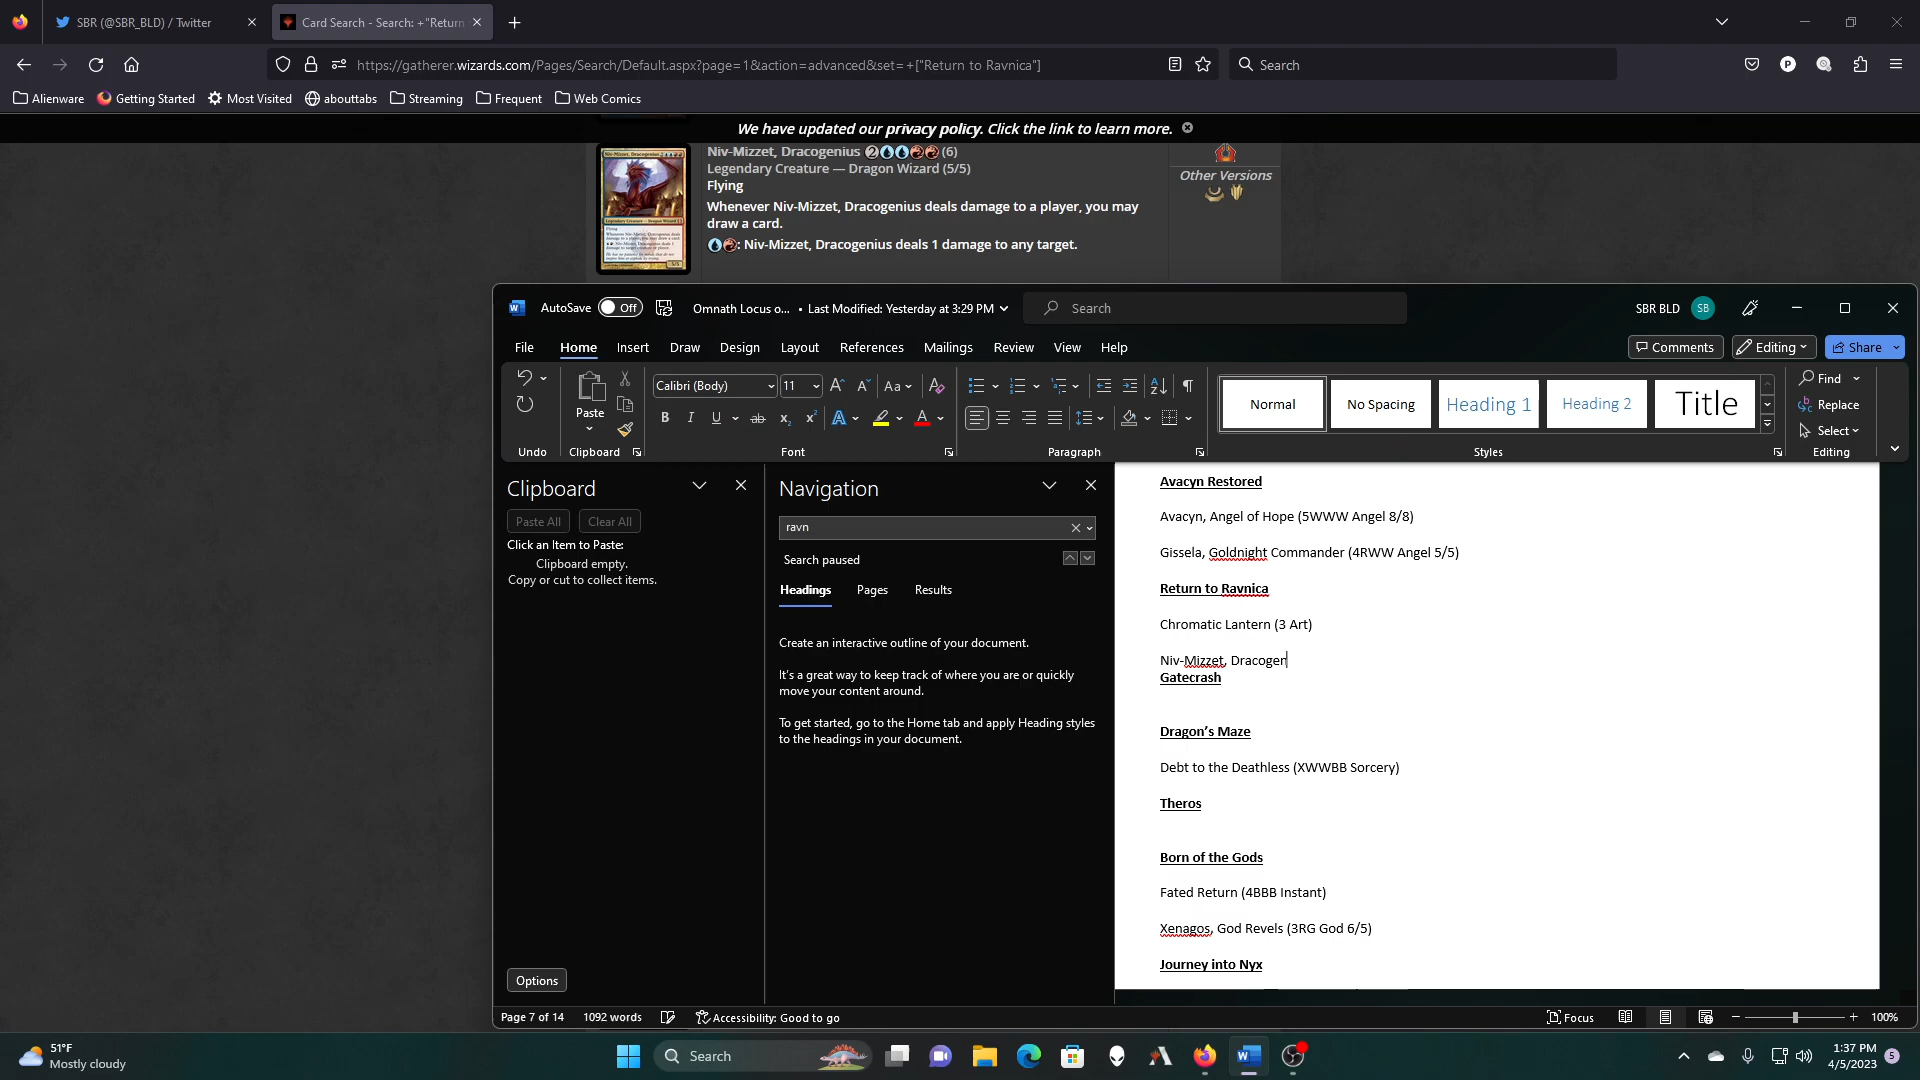 SBR (@SBR_BLD) / Twitter
Card Search - Search: +"Return
https://gatherer.wizards.com/Pages/Search/Default.aspx?page=1&action=advanced&set=+["Return to Ravnica"]
Search
Alienware
Getting Started
Most Visited
abouttabs
Streaming
Frequent
Web Comics
We have updated our privacy policy. Click the link to learn more.
Niv-Mizzet, Dracogenius 2 (6)
Legendary Creature — Dragon Wizard (5/5)
Flying
Whenever Niv-Mizzet, Dracogenius deals damage to a player, you may
draw a card.
: Niv-Mizzet, Dracogenius deals 1 damage to any target.
Other Versions
AutoSave Off
Omnath Locus o... • Last Modified: Yesterday at 3:29 PM
Search
SBR BLD SB
File Home Insert Draw Design Layout References Mailings Review View Help
Comments Editing Share
Paste
Calibri (Body) 11
Normal
No Spacing
Heading 1
Heading 2
Title
Find
Replace
Select
Undo Clipboard Font Paragraph Styles Editing
Clipboard
Paste All Clear All
Click an Item to Paste:
Clipboard empty.
Copy or cut to collect items.
Options
Navigation
ravn
Search paused
Headings Pages Results
Create an interactive outline of your document.
It's a great way to keep track of where you are or quickly
move your content around.
To get started, go to the Home tab and apply Heading styles
to the headings in your document.
Avacyn Restored
Avacyn, Angel of Hope (5WWW Angel 8/8)
Gissela, Goldnight Commander (4RWW Angel 5/5)
Return to Ravnica
Chromatic Lantern (3 Art)
Niv-Mizzet, Dracogen
Gatecrash
Dragon’s Maze
Debt to the Deathless (XWWBB Sorcery)
Theros
Born of the Gods
Fated Return (4BBB Instant)
Xenagos, God Revels (3RG God 6/5)
Journey into Nyx
Page 7 of 14 1092 words Accessibility: Good to go
Focus
100%
51°F
Mostly cloudy
Search
1:37 PM
4/5/2023
5